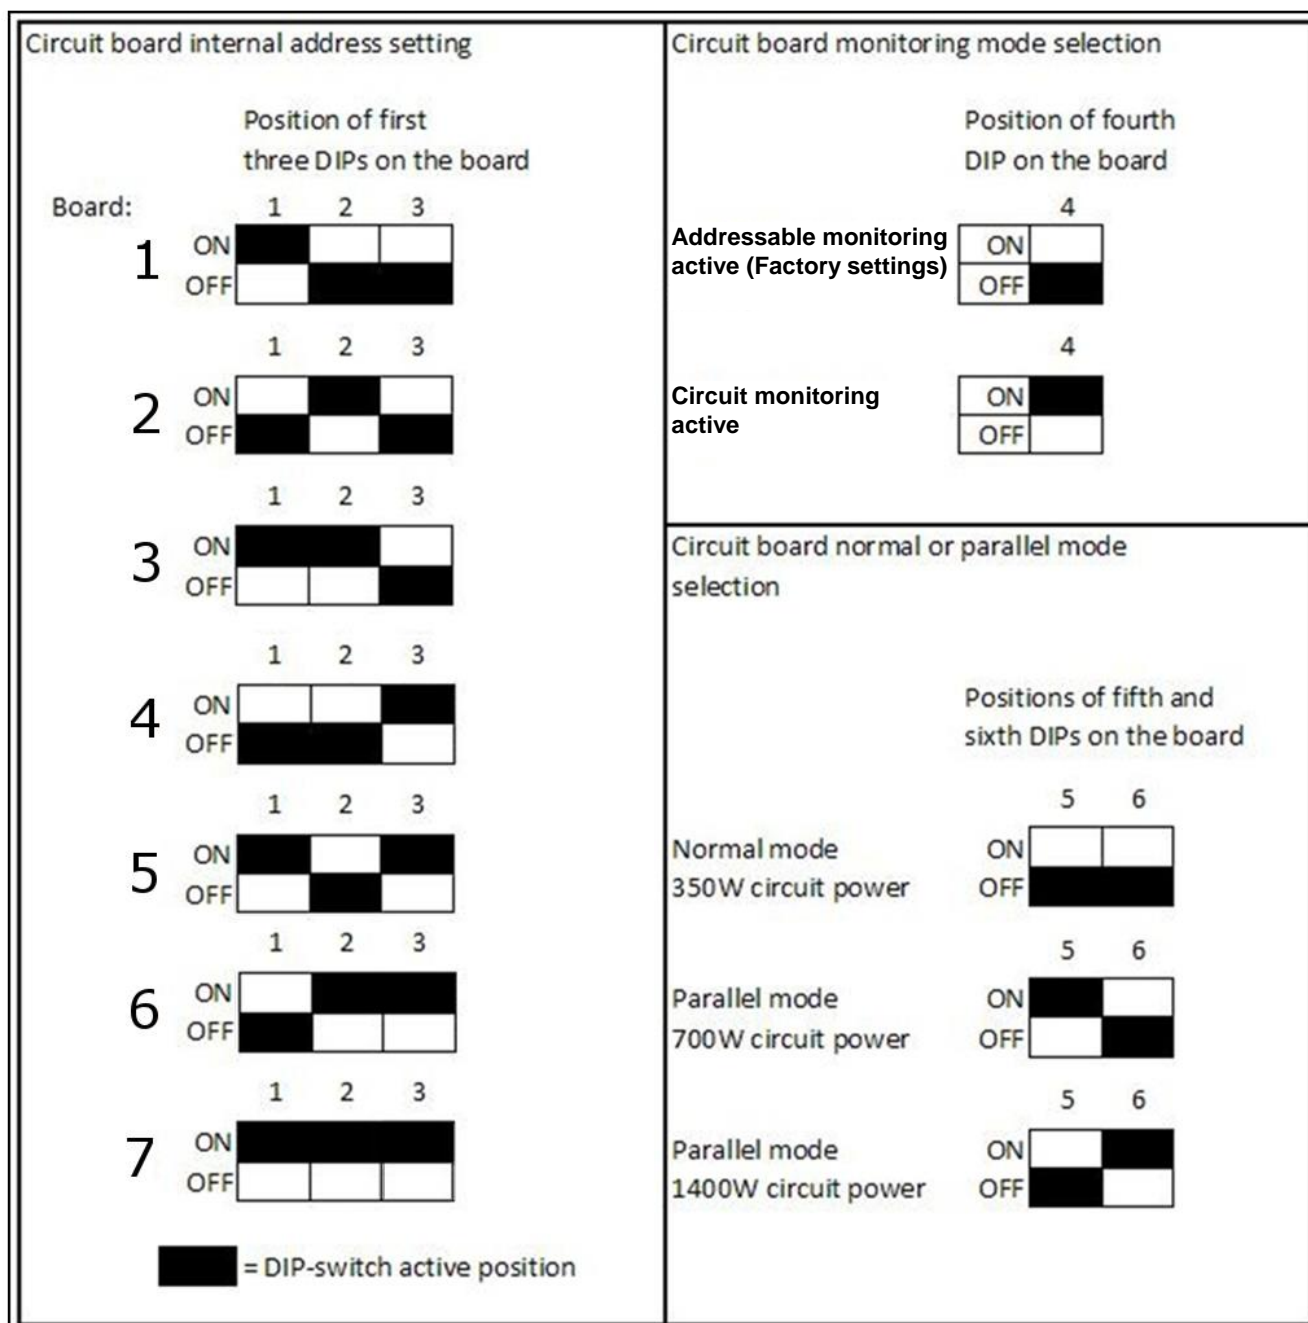 Circuit board internal address setting
Position of first
three DIPs on the board
Board:
1 2 3
1 ON
OFF
1 2 3
2 ON
OFF
1 2 3
3 ON
OFF
1 2 3
4 ON
OFF
1 2 3
5 ON
OFF
1 2 3
6 ON
OFF
1 2 3
7 ON
OFF
= DIP-switch active position
Circuit board monitoring mode selection
Position of fourth
DIP on the board
4
Addressable monitoring ON
active (Factory settings) OFF
4
Circuit monitoring ON
active OFF
Circuit board normal or parallel mode
selection
Positions of fifth and
sixth DIPs on the board
5 6
Normal mode ON
350W circuit power OFF
5 6
Parallel mode ON
700W circuit power OFF
5 6
Parallel mode ON
1400W circuit power OFF